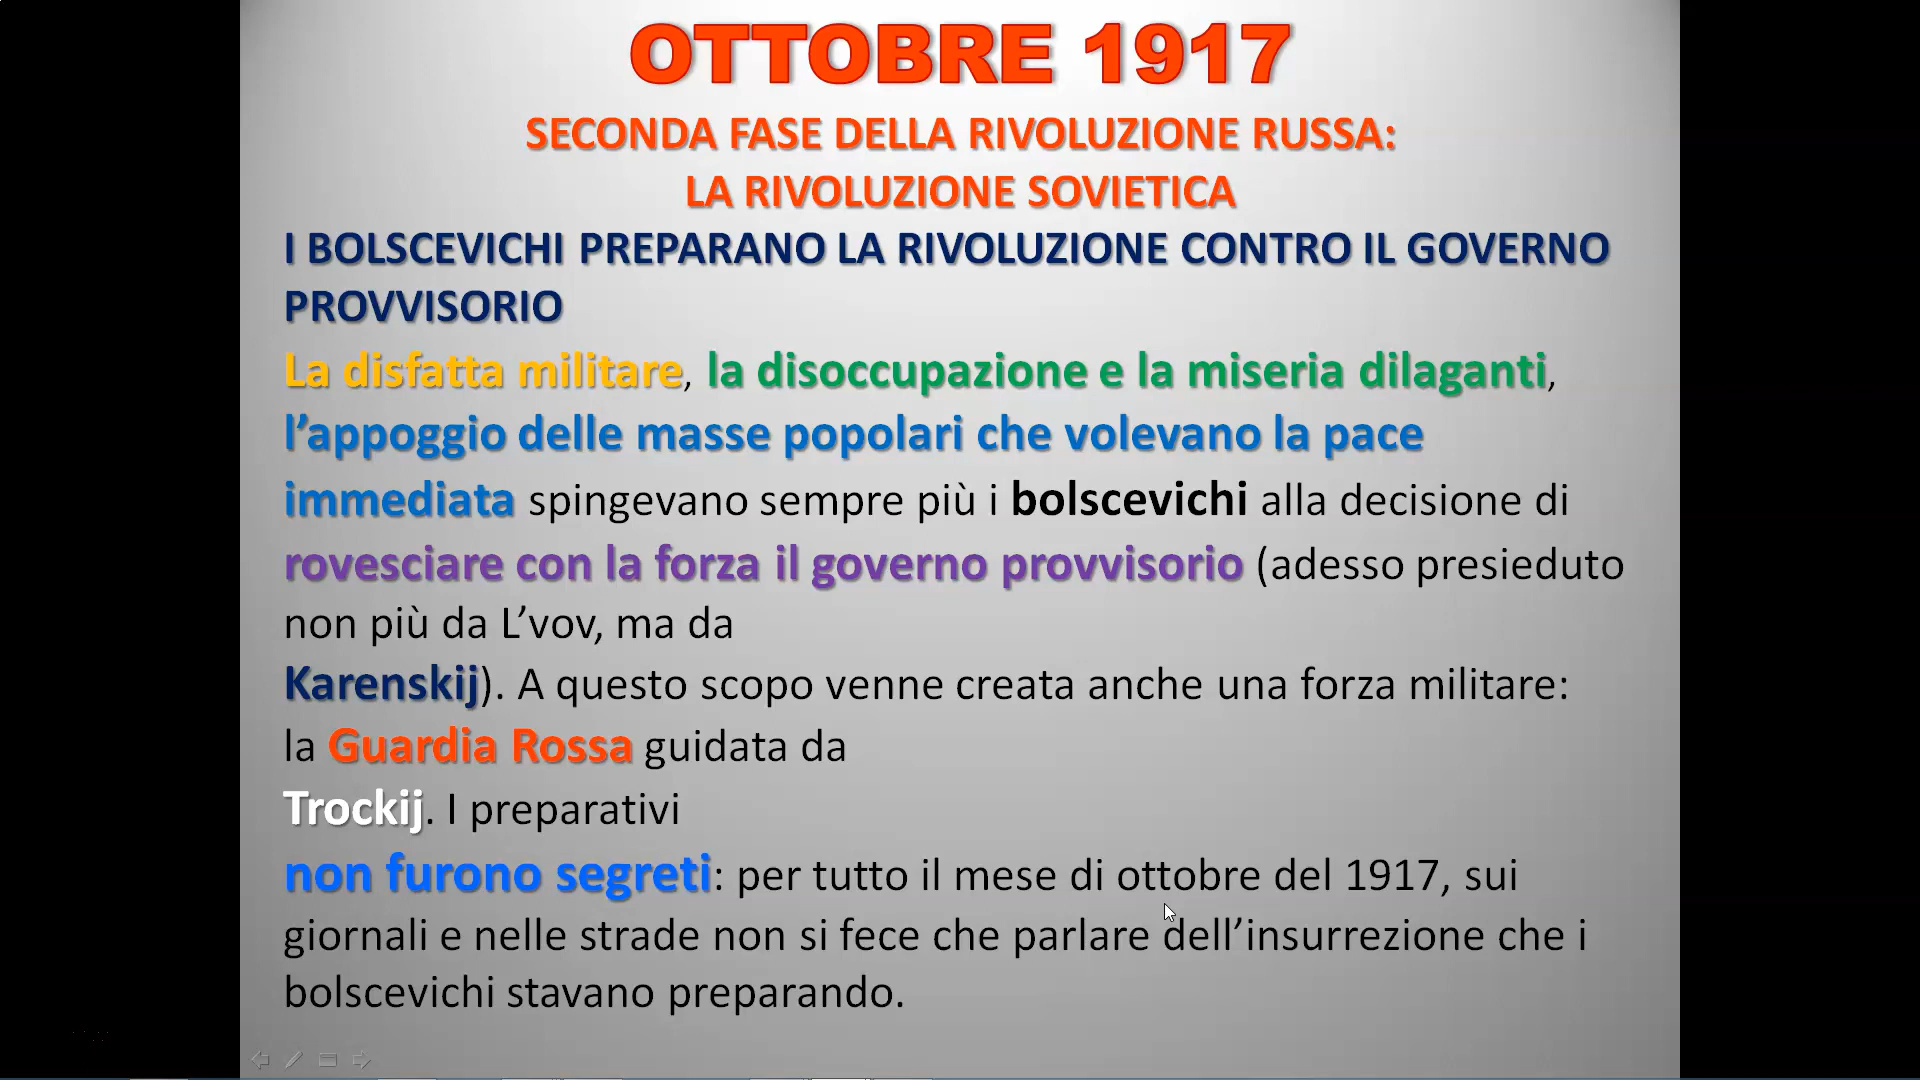 OTTOBRE 1917
SECONDA FASE DELLA RIVOLUZIONE RUSSA:
LA RIVOLUZIONE SOVIETICA
I BOLSCEVICHI PREPARANO LA RIVOLUZIONE CONTRO IL GOVERNO
PROVVISORIO
La disfatta militare, la disoccupazione e la miseria dilaganti,
l’appoggio delle masse popolari che volevano la pace
immediata spingevano sempre più i bolscevichi alla decisione di
rovesciare con la forza il governo provvisorio (adesso presieduto
non più da L’vov, ma da
Karenskij). A questo scopo venne creata anche una forza militare:
la Guardia Rossa guidata da
Trockij. I preparativi
non furono segreti: per tutto il mese di ottobre del 1917, sui
giornali e nelle strade non si fece che parlare dell’insurrezione che i
bolscevichi stavano preparando.